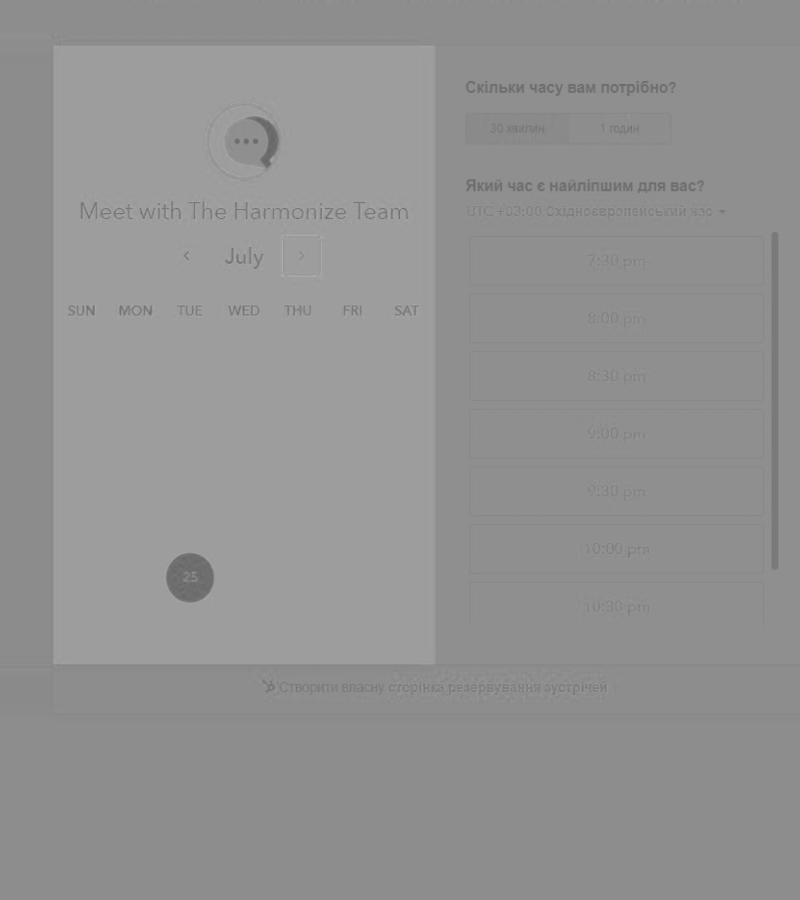 Meet with The Harmonize Team
July
SUN MON TUE WED THU FRI SAT
25
Скільки часу вам потрібно?
30 хвилин 1 годин
Який час є найліпшим для вас?
UTC +03:00 Східноєвропейський час
7:30 pm
8:00 pm
8:30 pm
9:00 pm
9:30 pm
10:00 pm
10:30 pm
Створити власну сторінка резервування зустрічей